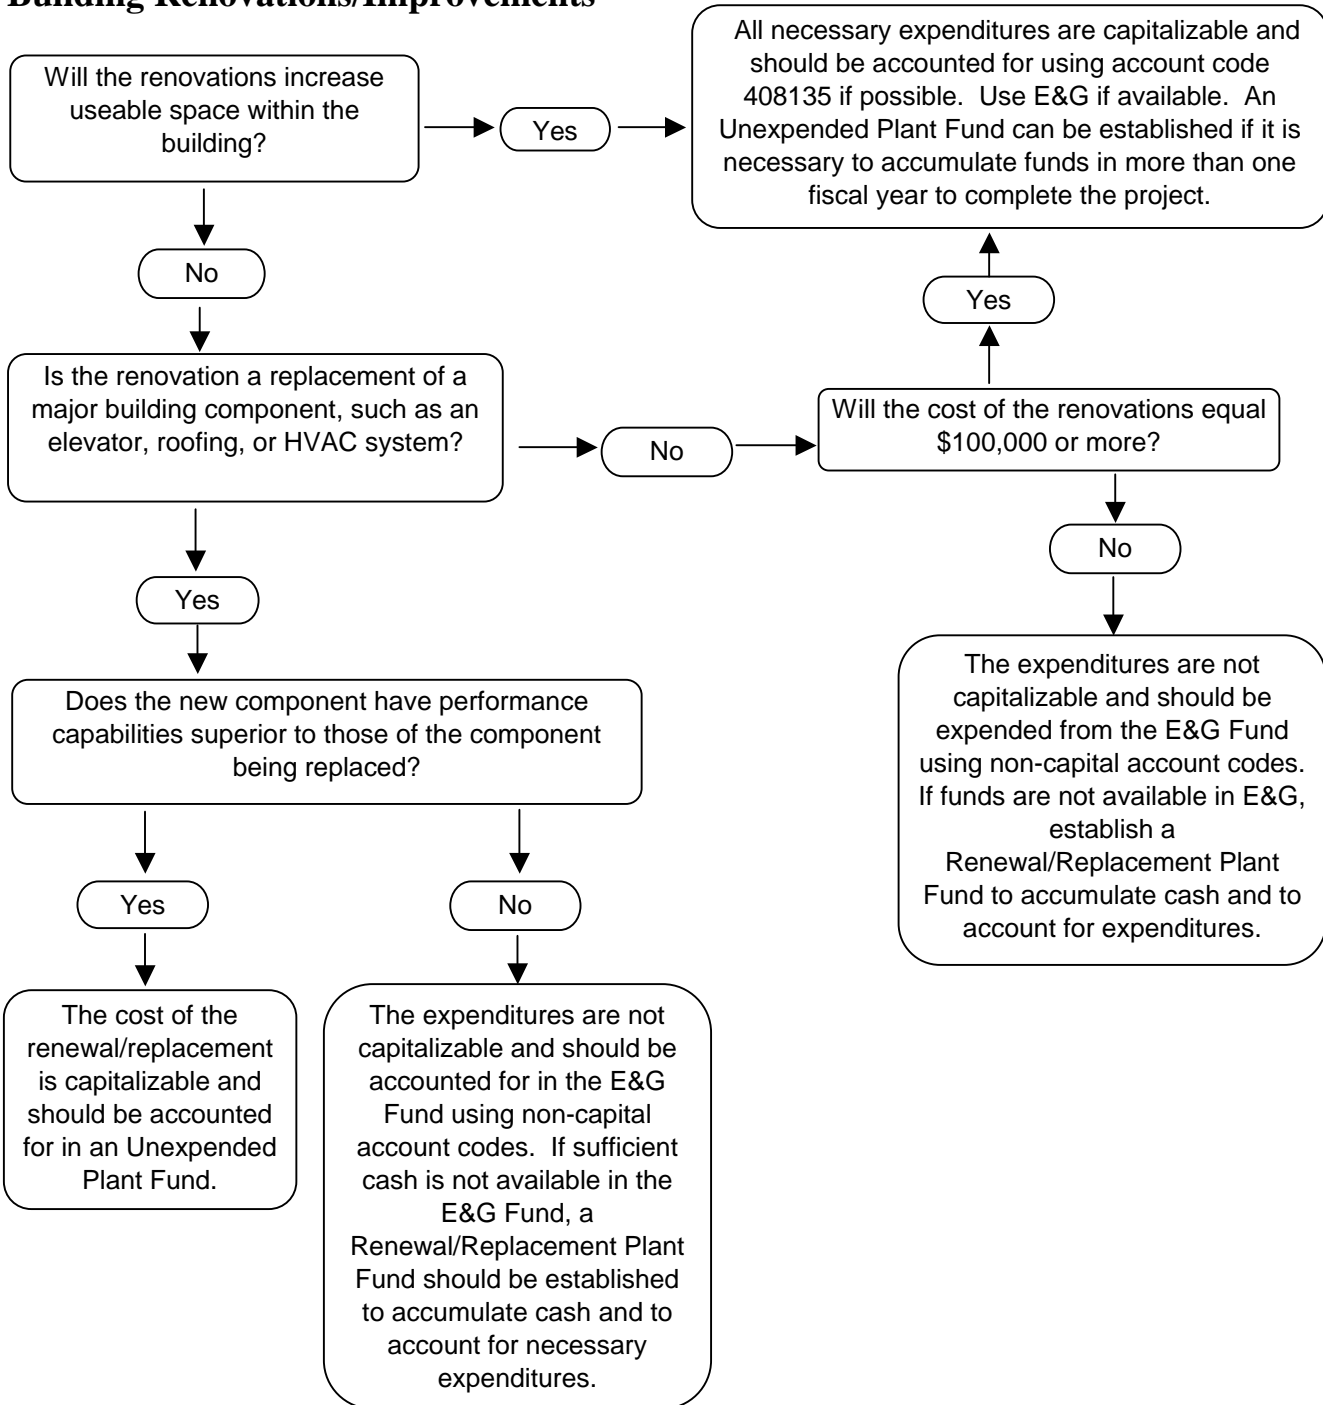 Building Renovations/Improvements
Will the renovations increase
useable space within the
building?
Yes
All necessary expenditures are capitalizable and
should be accounted for using account code
408135 if possible.  Use E&G if available.  An
Unexpended Plant Fund can be established if it is
necessary to accumulate funds in more than one
fiscal year to complete the project.
No
Yes
Is the renovation a replacement of a
major building component, such as an
elevator, roofing, or HVAC system?
No
Will the cost of the renovations equal
$100,000 or more?
No
Yes
The expenditures are not
capitalizable and should be
expended from the E&G Fund
using non-capital account codes.
If funds are not available in E&G,
establish a
Renewal/Replacement Plant
Fund to accumulate cash and to
account for expenditures.
Does the new component have performance
capabilities superior to those of the component
being replaced?
Yes
No
The cost of the
renewal/replacement
is capitalizable and
should be accounted
for in an Unexpended
Plant Fund.
The expenditures are not
capitalizable and should be
accounted for in the E&G
Fund using non-capital
account codes.  If sufficient
cash is not available in the
E&G Fund, a
Renewal/Replacement Plant
Fund should be established
to accumulate cash and to
account for necessary
expenditures.